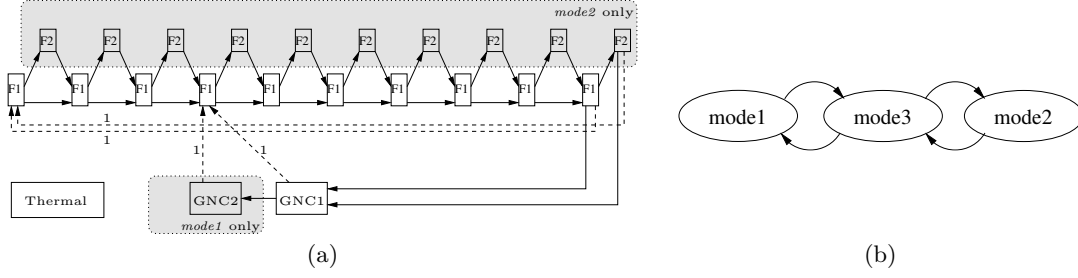 mode2 only
F2 F2 F2 F2 F2 F2 F2 F2 F2 F2
F1 F1 F1 F1 F1 F1 F1 F1 F1 F1
1
1
1 1
Thermal
GNC2 GNC1
mode1 only
mode1 mode3 mode2
(a) (b)